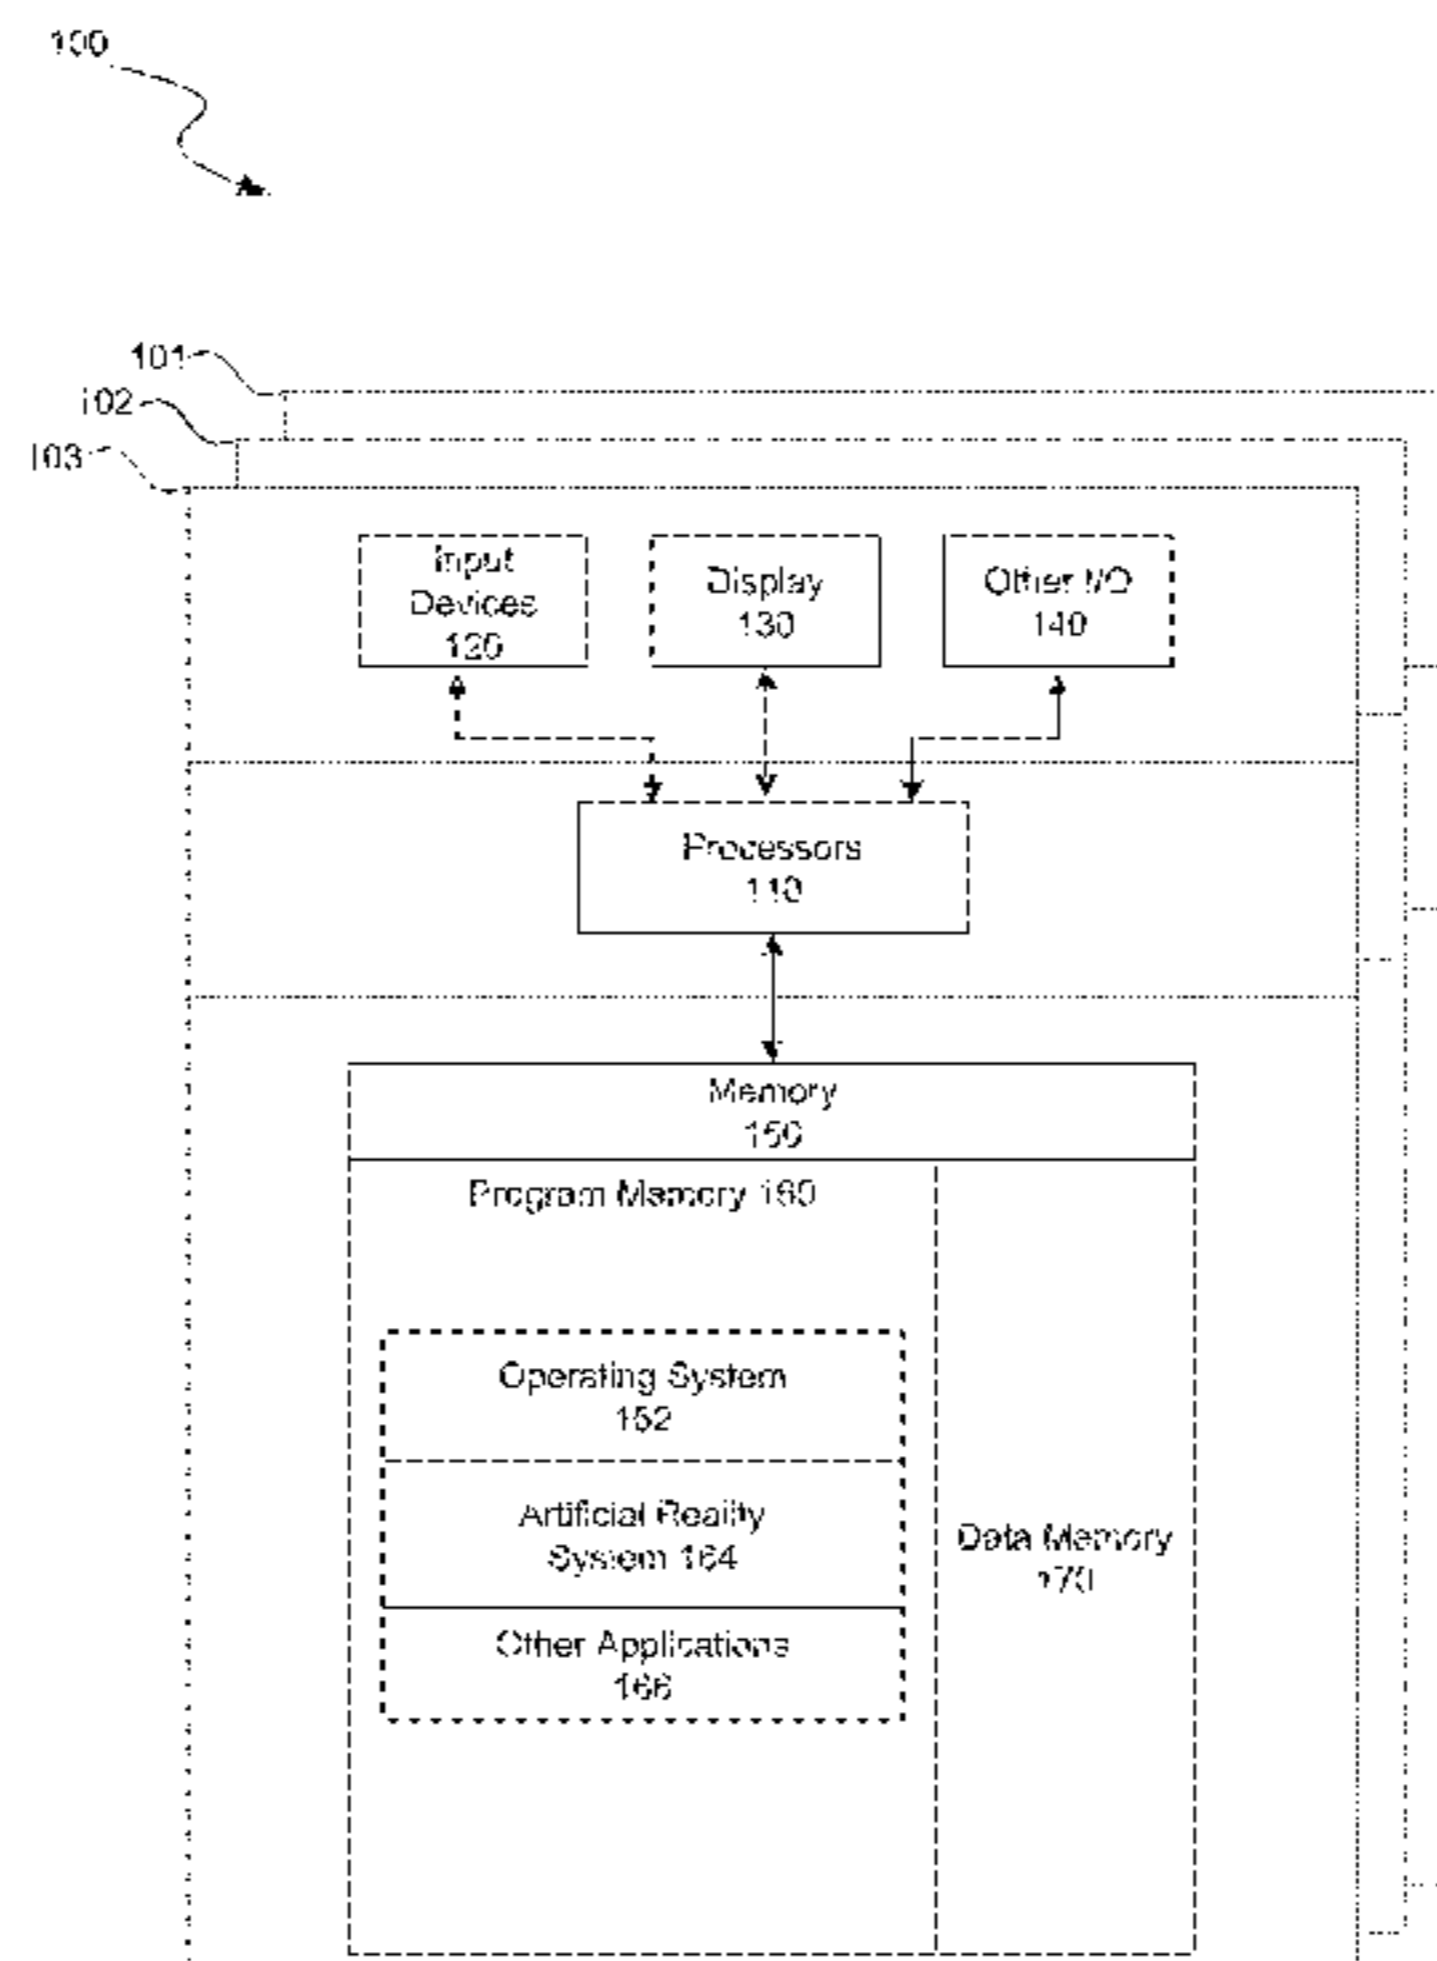 100
101
102
103
Input
Devices
120
Display
130
Other I/O
140
Processors
110
Memory
150
Program Memory 160
Operating System
162
Artificial Reality
System 164
Other Applications
166
Data Memory
170